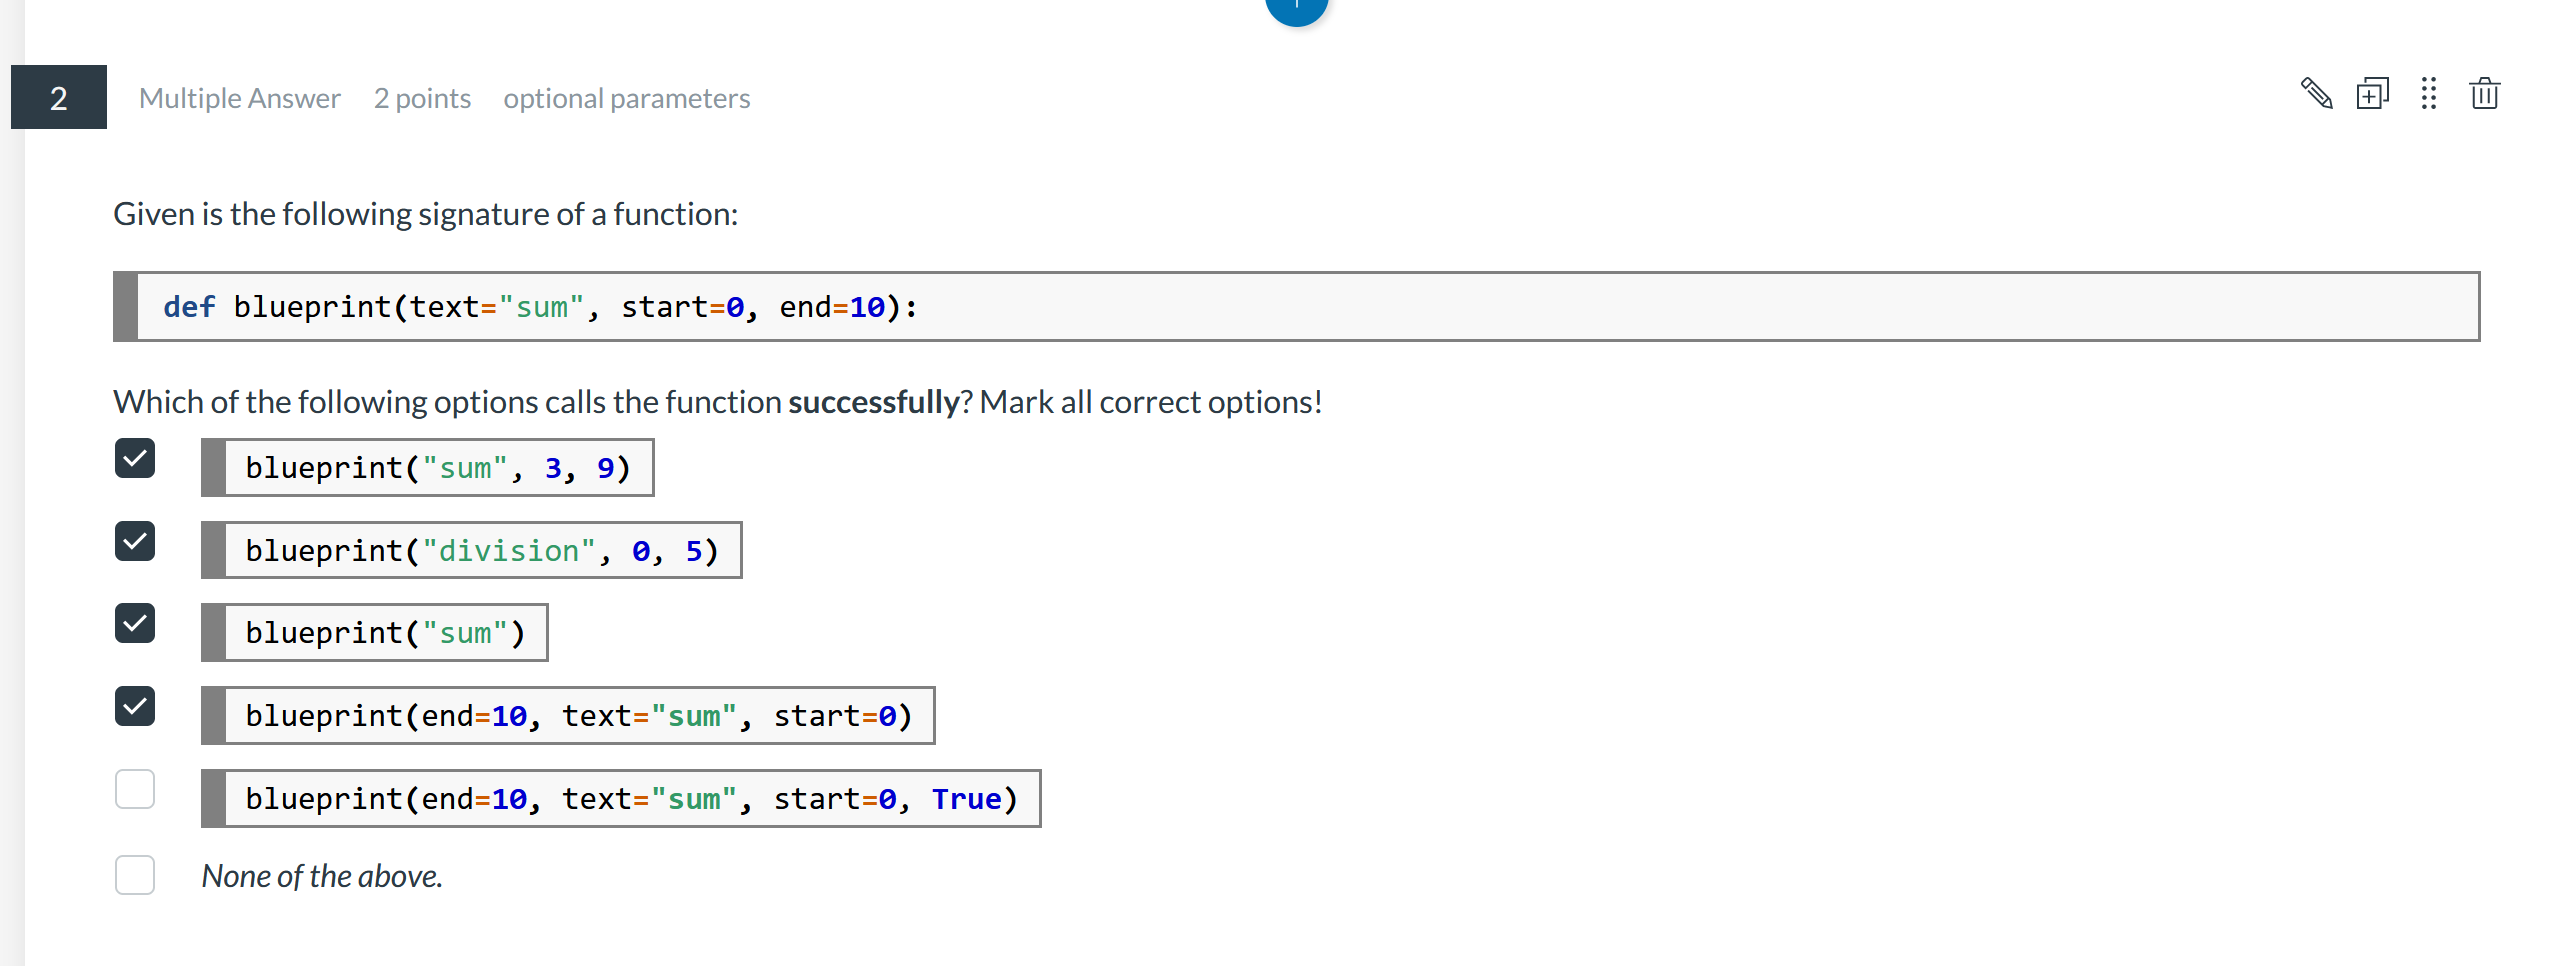 2 Multiple Answer 2 points optional parameters
Given is the following signature of a function:
def blueprint(text="sum", start=0, end=10):
Which of the following options calls the function successfully? Mark all correct options!
blueprint("sum", 3, 9)
blueprint("division", 0, 5)
blueprint("sum")
blueprint(end=10, text="sum", start=0)
blueprint(end=10, text="sum", start=0, True)
None of the above.